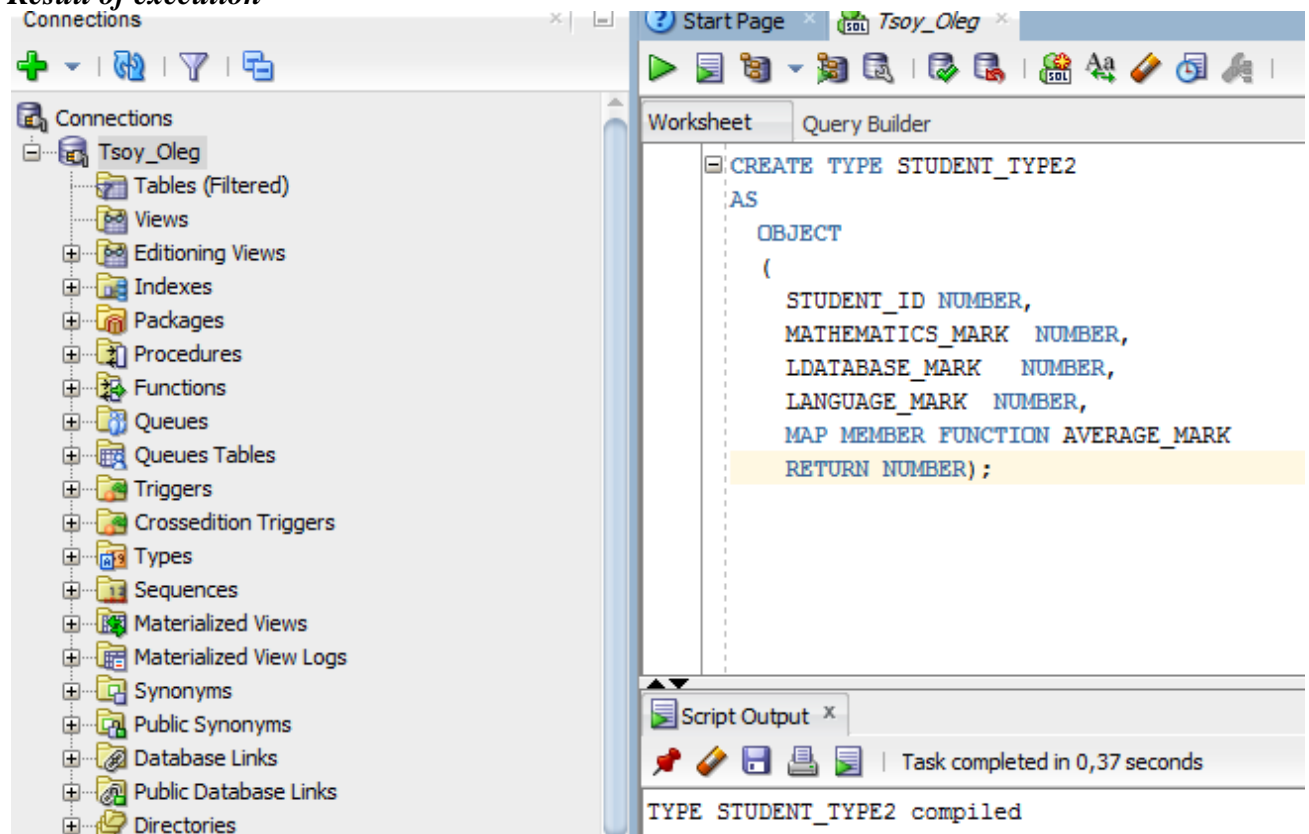 Result of execution
Connections
Connections
Tsoy_Oleg
Tables (Filtered)
Views
Editioning Views
Indexes
Packages
Procedures
Functions
Queues
Queues Tables
Triggers
Crossedition Triggers
Types
Sequences
Materialized Views
Materialized View Logs
Synonyms
Public Synonyms
Database Links
Public Database Links
Directories
Start Page
Tsoy_Oleg
Worksheet Query Builder
CREATE TYPE STUDENT_TYPE2
AS
OBJECT
(
STUDENT_ID NUMBER,
MATHEMATICS_MARK NUMBER,
LDATABASE_MARK NUMBER,
LANGUAGE_MARK NUMBER,
MAP MEMBER FUNCTION AVERAGE_MARK
RETURN NUMBER);
Script Output
Task completed in 0,37 seconds
TYPE STUDENT_TYPE2 compiled